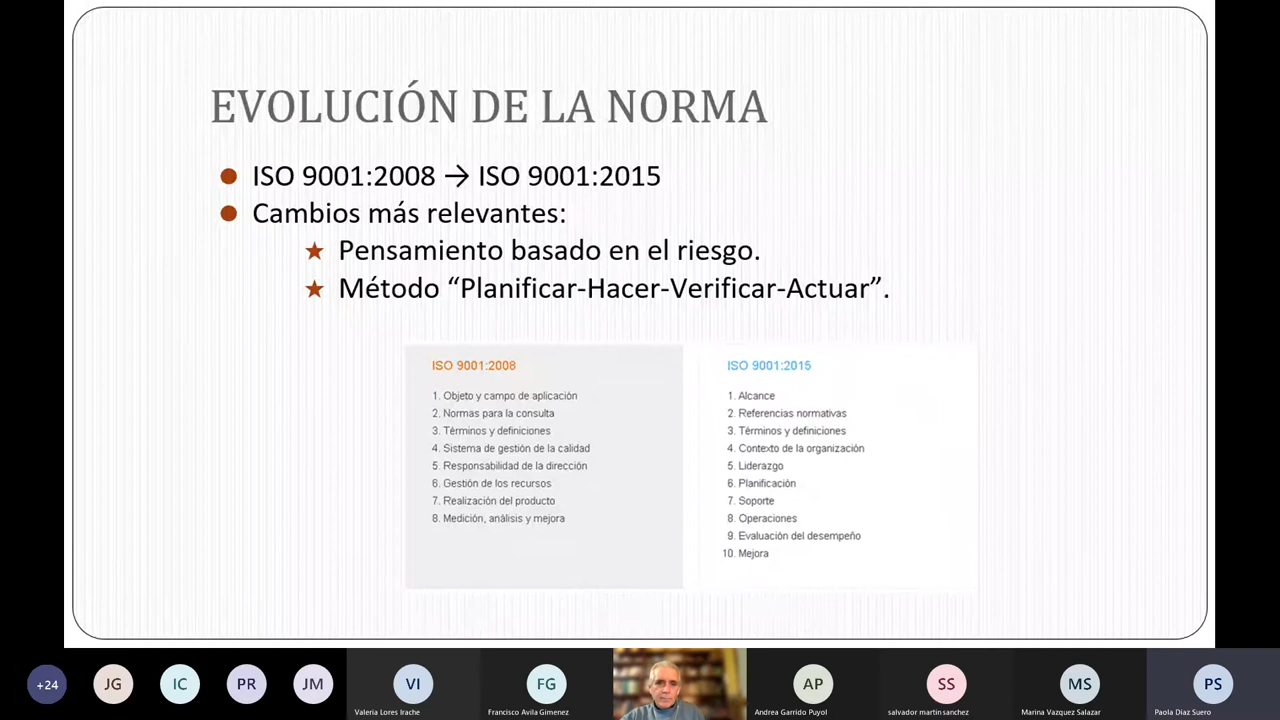 EVOLUCIÓN DE LA NORMA
ISO 9001:2008 → ISO 9001:2015
Cambios más relevantes:
Pensamiento basado en el riesgo.
Método “Planificar-Hacer-Verificar-Actuar”.
ISO 9001:2008
1. Objeto y campo de aplicación
2. Normas para la consulta
3. Términos y definiciones
4. Sistema de gestión de la calidad
5. Responsabilidad de la dirección
6. Gestión de los recursos
7. Realización del producto
8. Medición, análisis y mejora
ISO 9001:2015
1. Alcance
2. Referencias normativas
3. Términos y definiciones
4. Contexto de la organización
5. Liderazgo
6. Planificación
7. Soporte
8. Operaciones
9. Evaluación del desempeño
10. Mejora
+24
JG
IC
PR
JM
VI
Valeria Lores Irache
FG
Francisco Avila Gimenez
AP
Andrea Garrido Puyol
SS
salvador martin sanchez
MS
Marina Vazquez Salazar
PS
Paola Diaz Suero